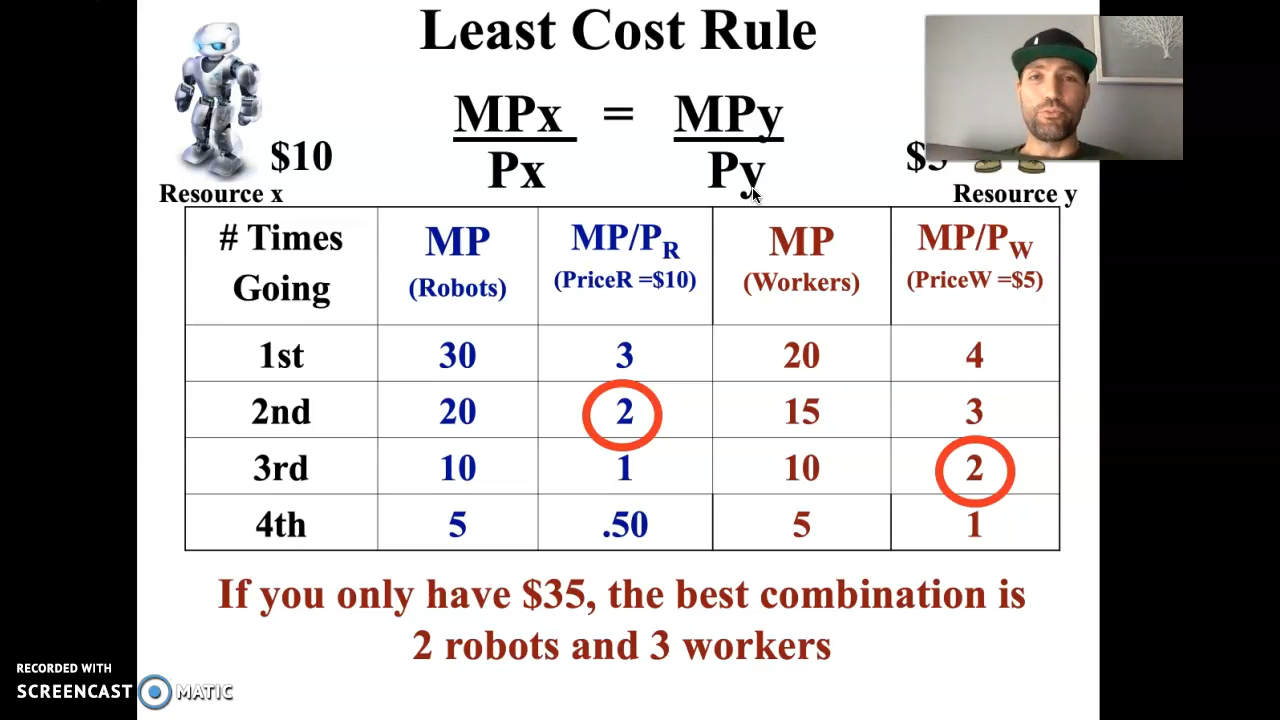 Least Cost Rule
MPx = MPy
Px Py
$10
Resource x Resource y
# Times Going MP (Robots) MP/PR (PriceR =$10) MP (Workers) MP/PW (PriceW =$5)
1st 30 3 20 4
2nd 20 2 15 3
3rd 10 1 10 2
4th 5 .50 5 1
If you only have $35, the best combination is
2 robots and 3 workers
RECORDED WITH
SCREENCAST MATIC